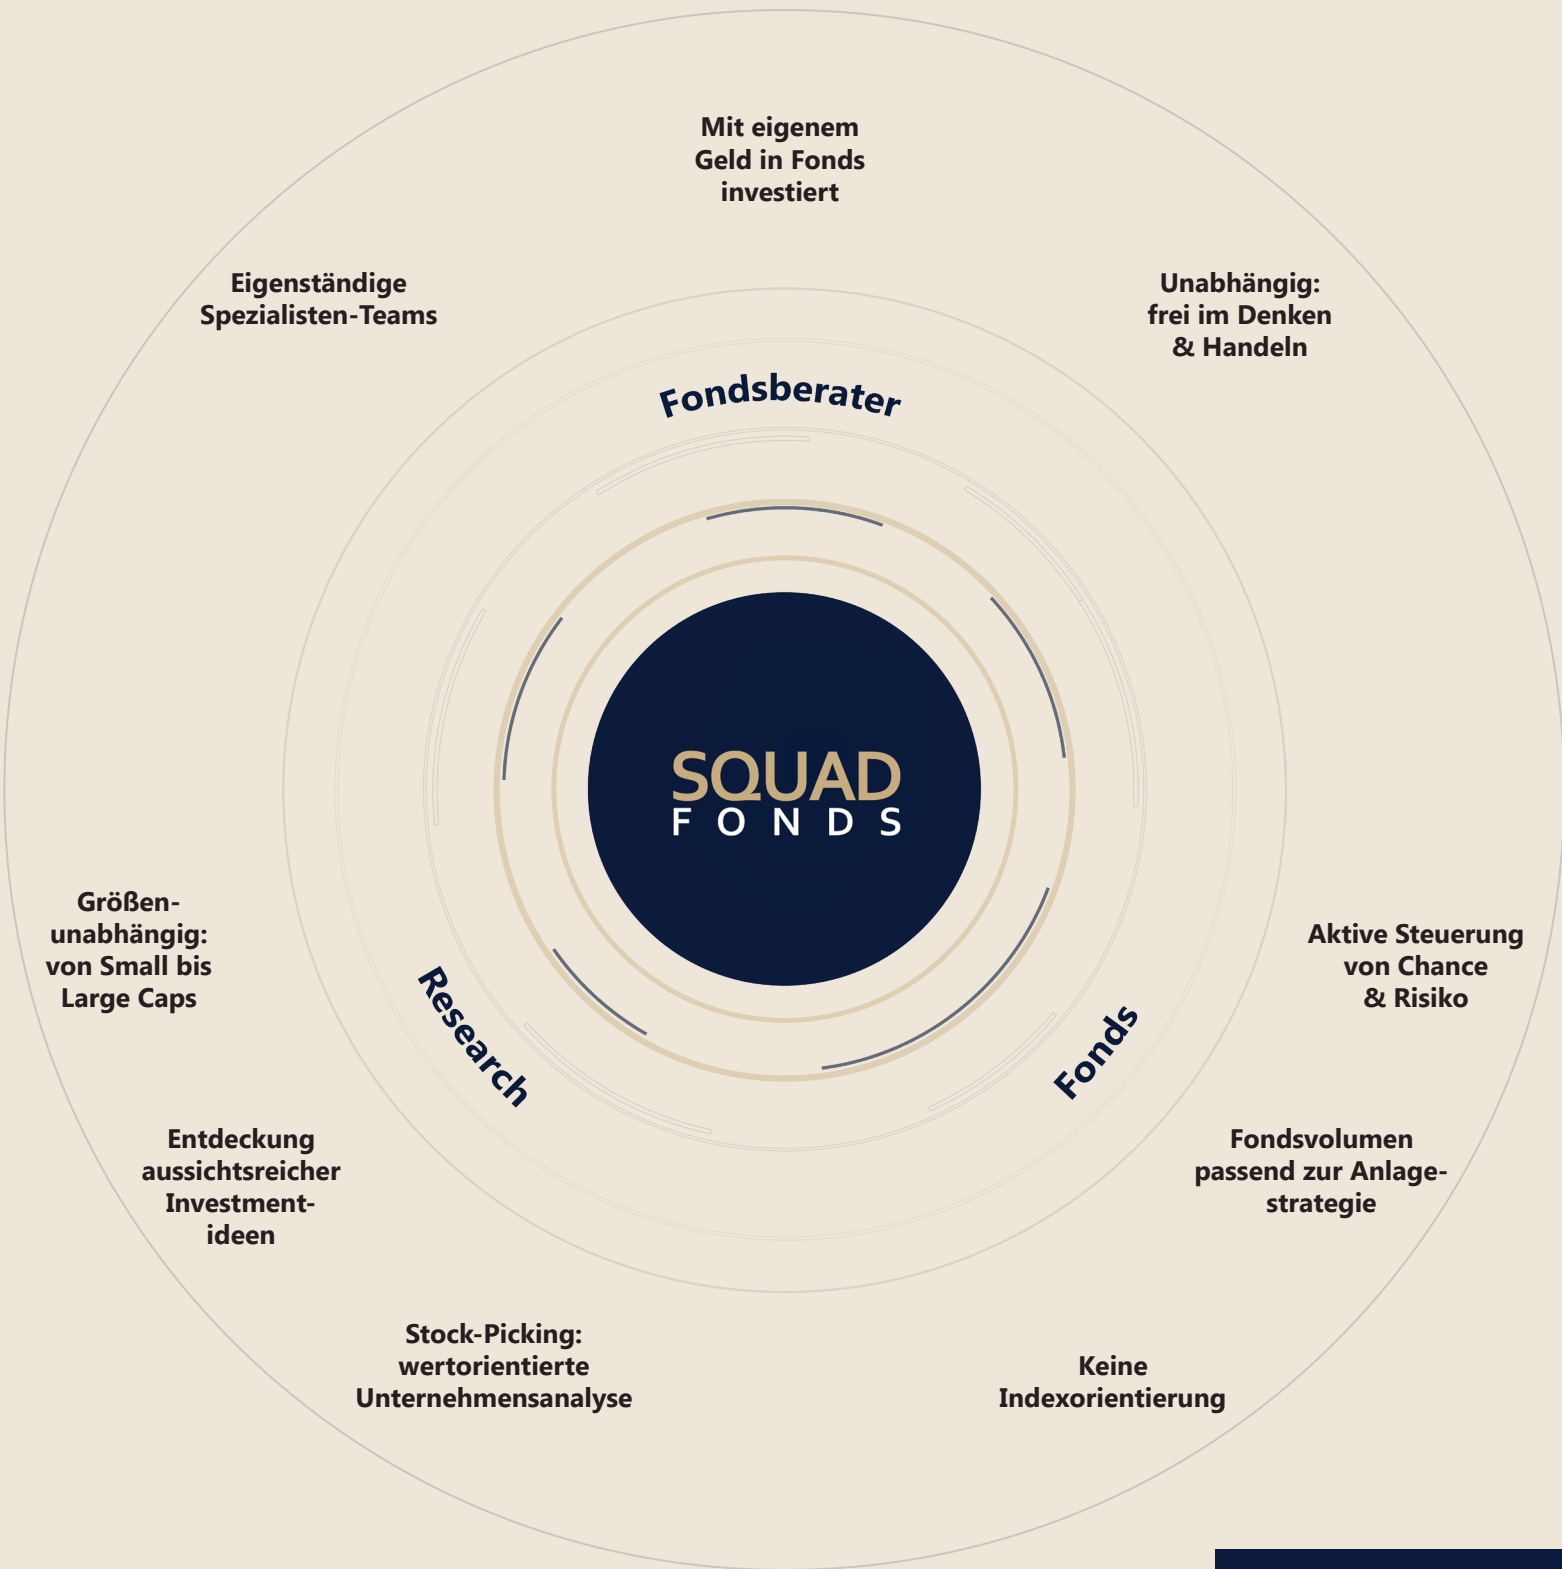 Mit eigenem
Geld in Fonds
investiert
Eigenständige
Spezialisten-Teams
Unabhängig:
frei im Denken
& Handeln
Fondsberater
SQUAD
FONDS
Größen-
unabhängig:
von Small bis
Large Caps
Aktive Steuerung
von Chance
& Risiko
Research
Fonds
Entdeckung
aussichtsreicher
Investment-
ideen
Fondsvolumen
passend zur Anlage-
strategie
Stock-Picking:
wertorientierte
Unternehmensanalyse
Keine
Indexorientierung